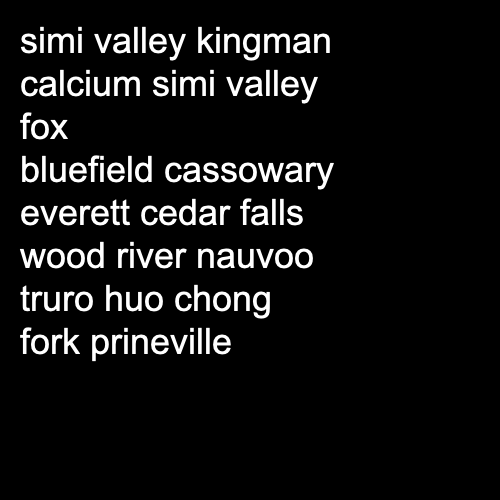 simi valley kingman
calcium simi valley
fox
bluefield cassowary
everett cedar falls
wood river nauvoo
truro huo chong
fork prineville